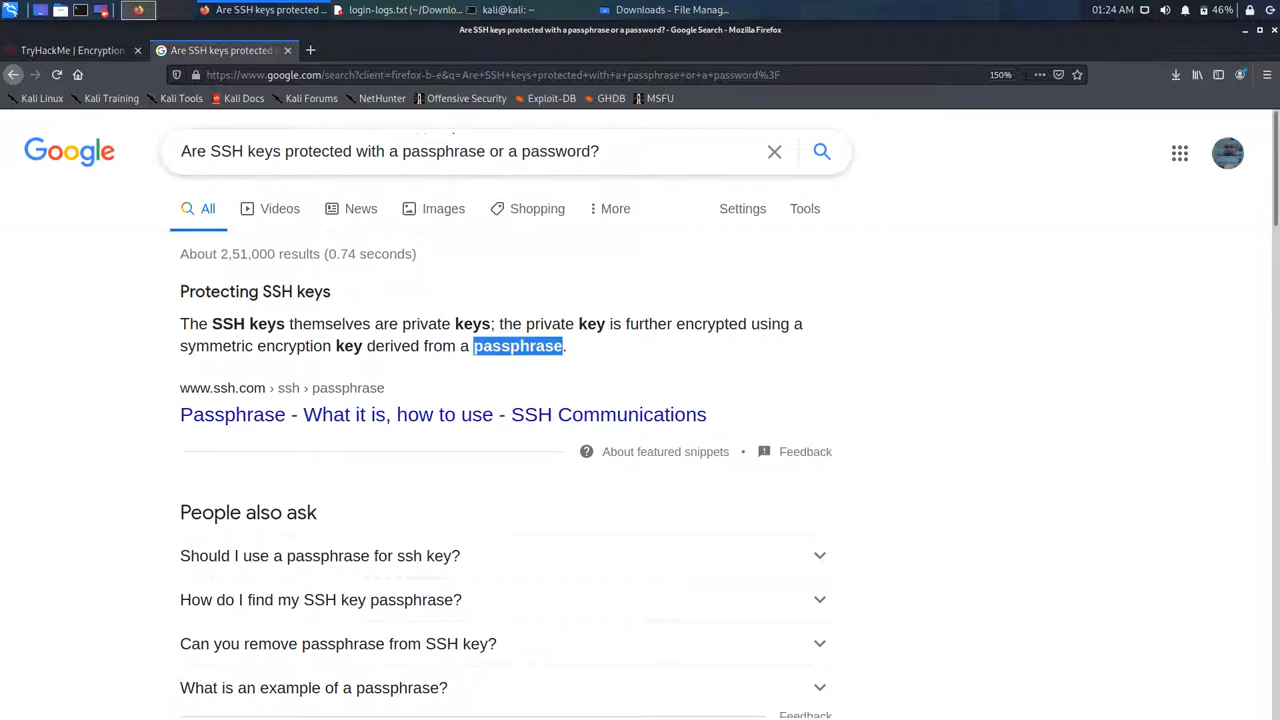 Are SSH keys protected ...
login-logs.txt (~/Downlo...
kali@kali: ~
Downloads - File Manag...
01:24 AM
46%
Are SSH keys protected with a passphrase or a password? - Google Search - Mozilla Firefox
TryHackMe | Encryption
Are SSH keys protected
https://www.google.com/search?client=firefox-b-e&q=Are+SSH+keys+protected+with+a+passphrase+or+a+password%3F
150%
Kali Linux
Kali Training
Kali Tools
Kali Docs
Kali Forums
NetHunter
Offensive Security
Exploit-DB
GHDB
MSFU
Google
Are SSH keys protected with a passphrase or a password?
All
Videos
News
Images
Shopping
More
Settings
Tools
About 2,51,000 results (0.74 seconds)
Protecting SSH keys
The SSH keys themselves are private keys; the private key is further encrypted using a
symmetric encryption key derived from a passphrase.
www.ssh.com › ssh › passphrase
Passphrase - What it is, how to use - SSH Communications
About featured snippets • Feedback
People also ask
Should I use a passphrase for ssh key?
How do I find my SSH key passphrase?
Can you remove passphrase from SSH key?
What is an example of a passphrase?
Feedback